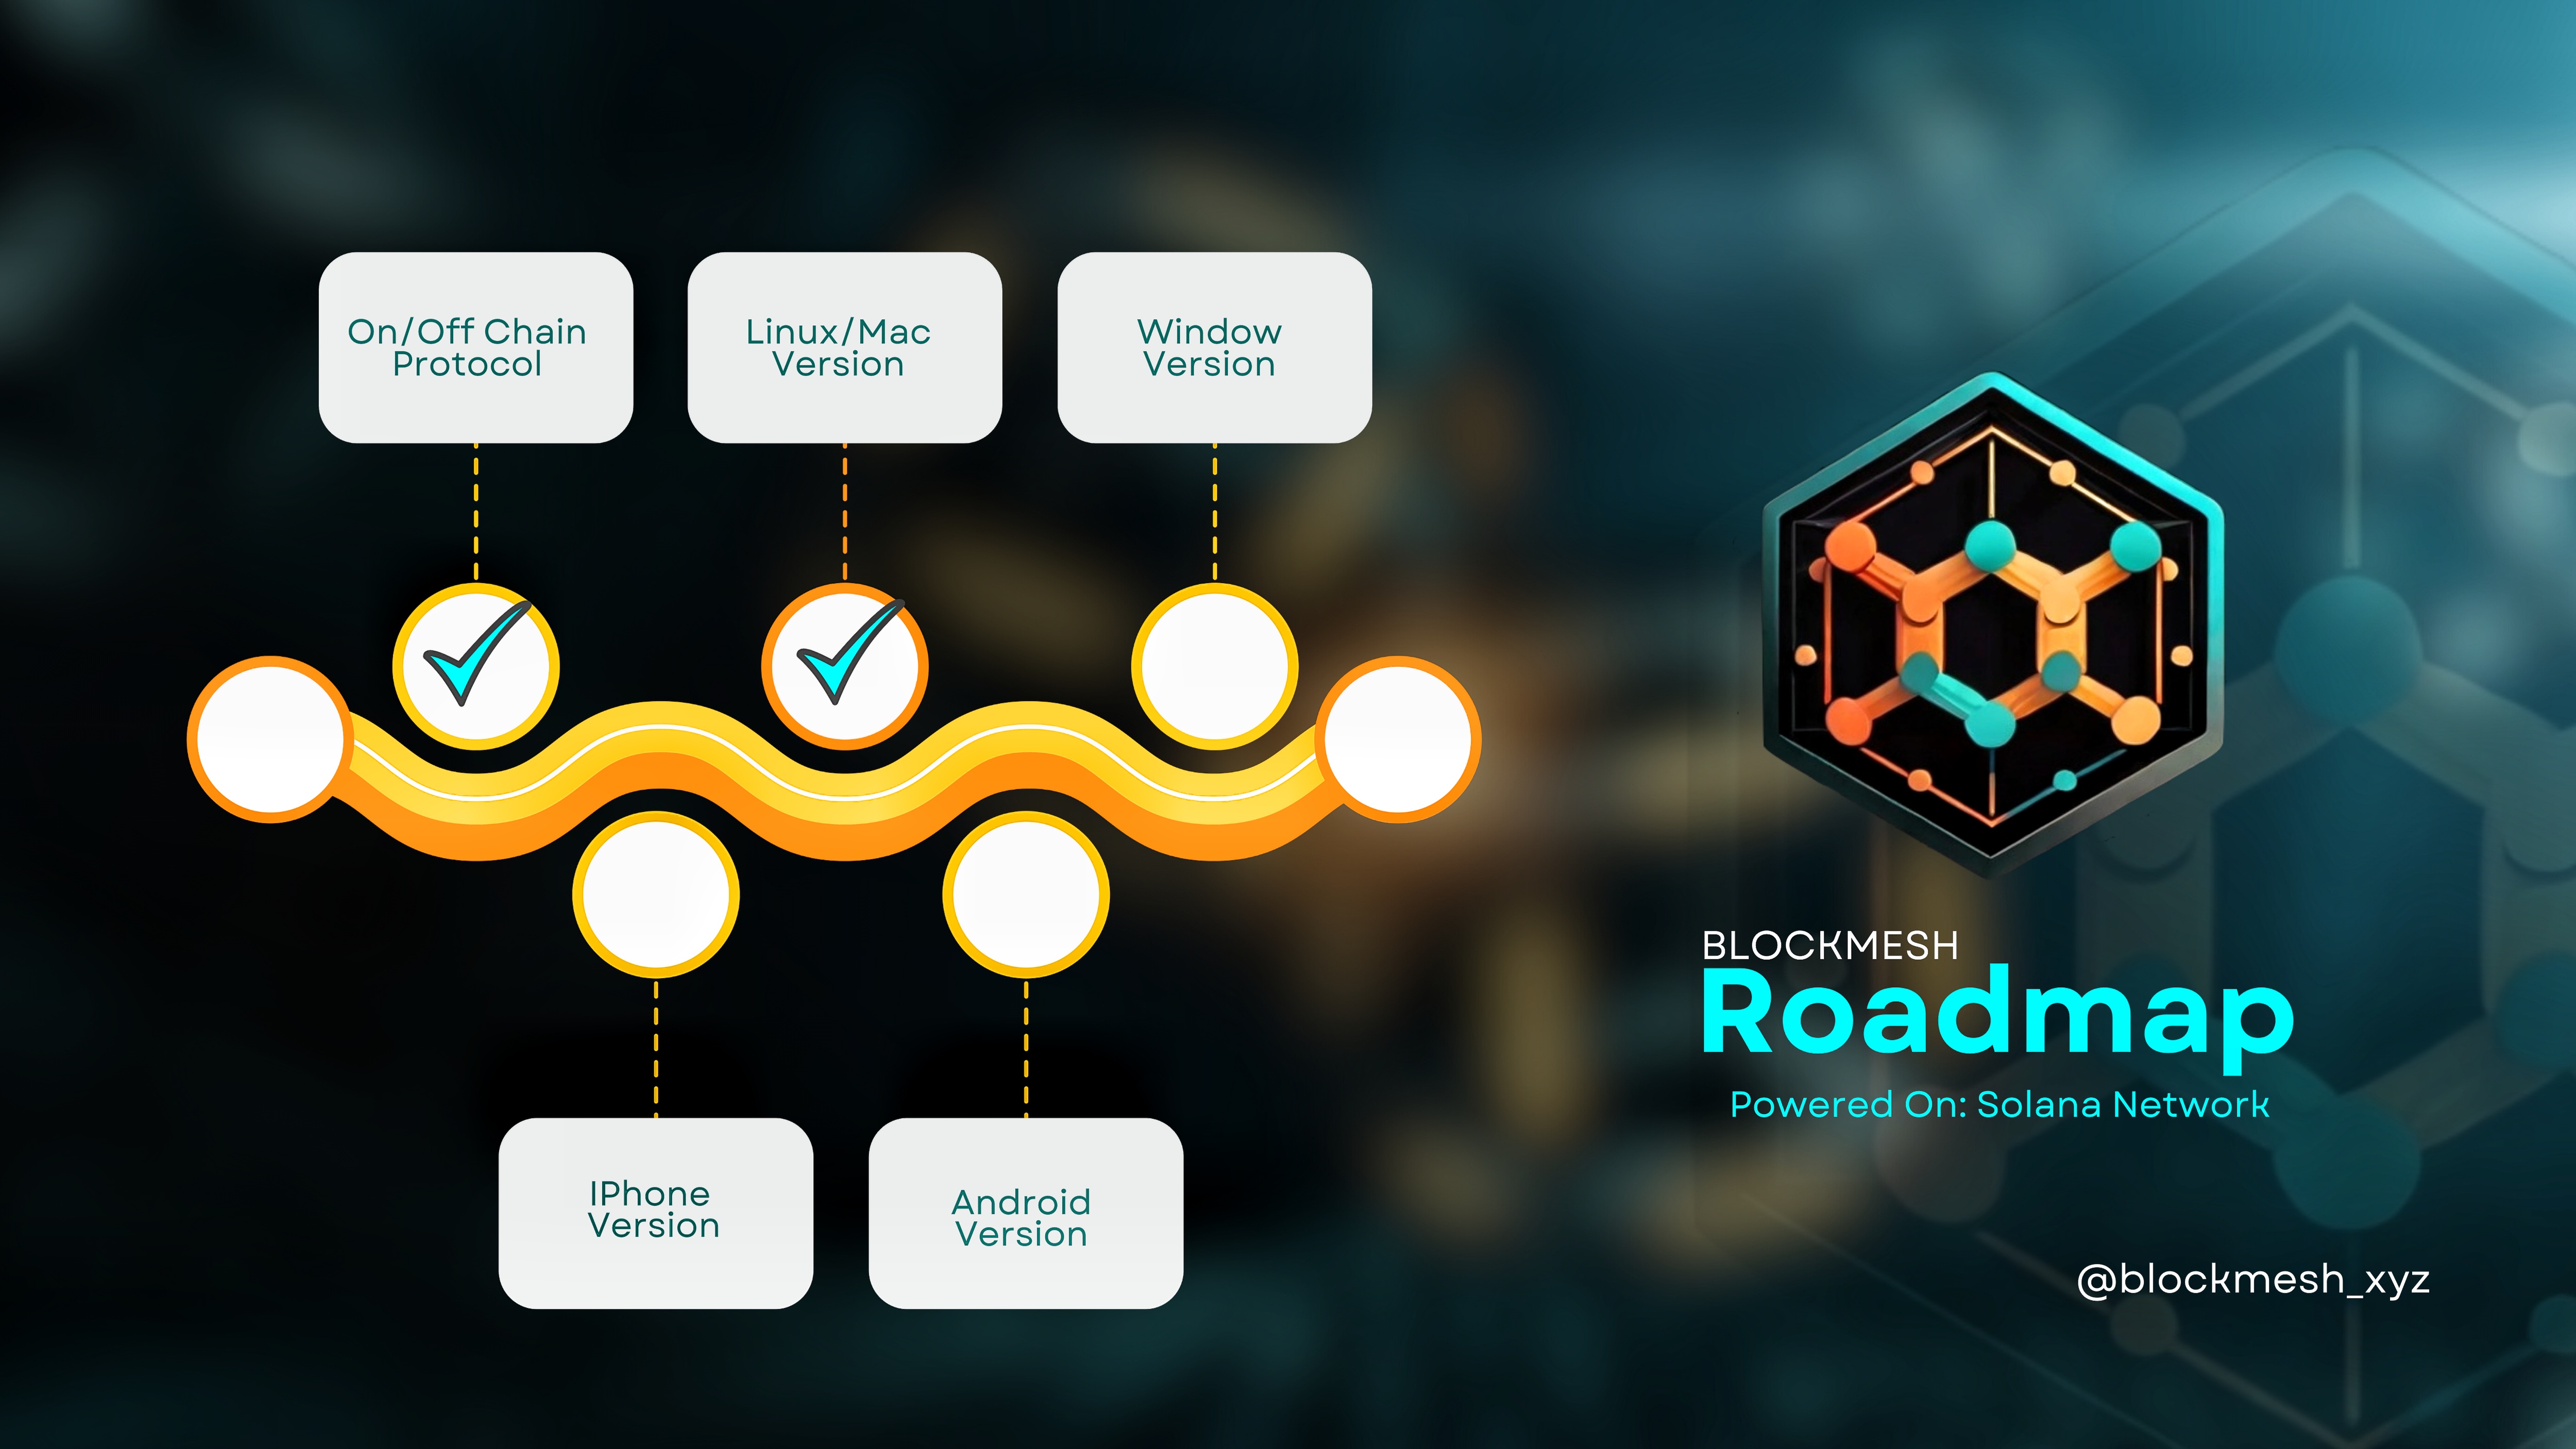 On/Off Chain
Protocol
Linux/Mac
Version
Window
Version
IPhone
Version
Android
Version
BLOCKMESH
Roadmap
Powered On: Solana Network
@blockmesh_xyz